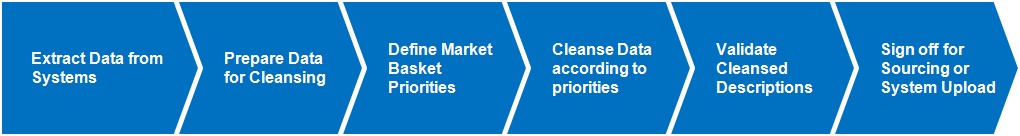 Extract Data from
Systems
Prepare Data
for Cleansing
Define Market
Basket
Priorities
Cleanse Data
according to
priorities
Validate
Cleansed
Descriptions
Sign off for
Sourcing or
System Upload